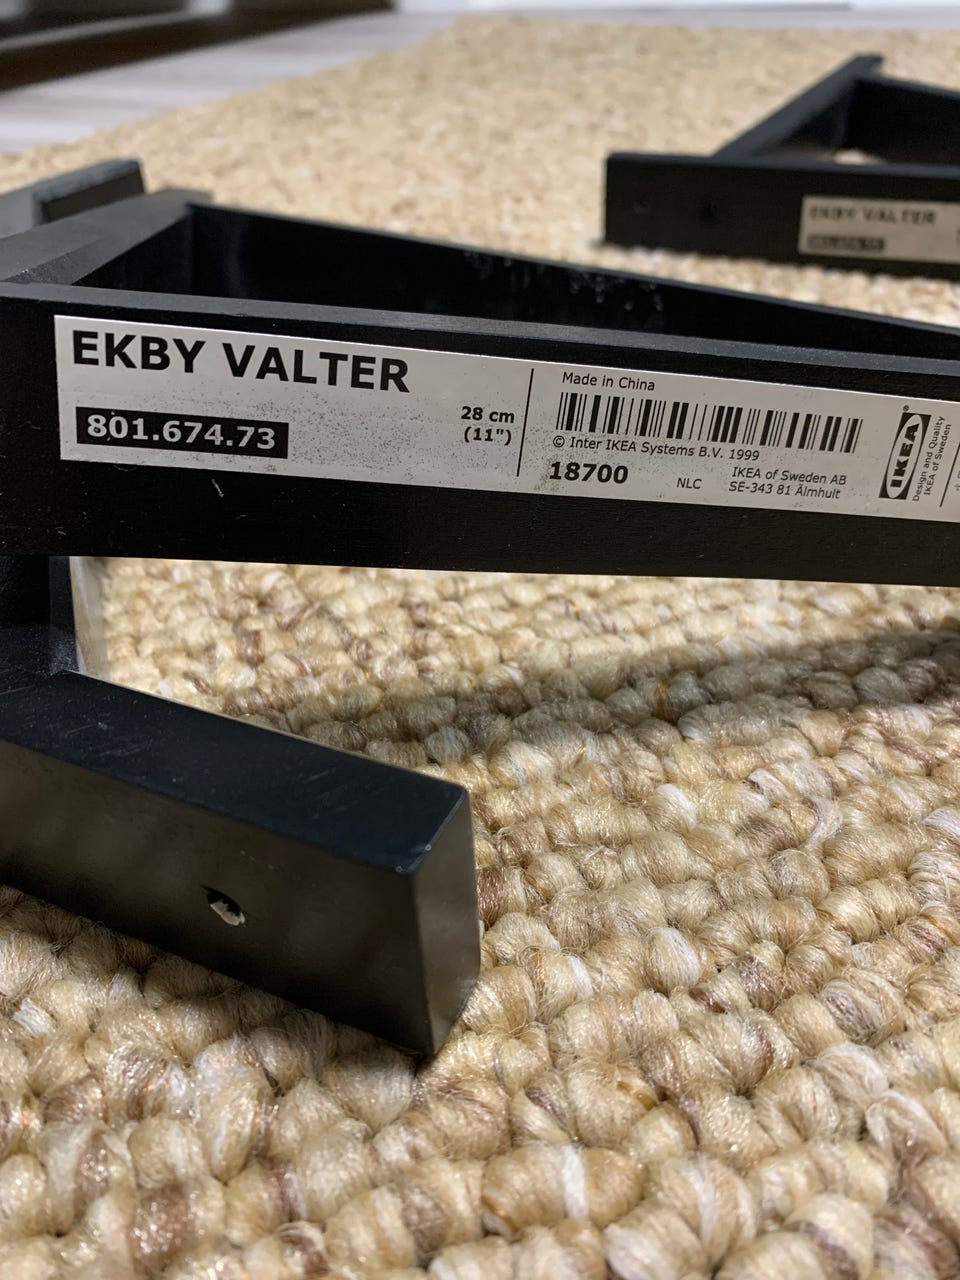 EKBY VALTER
801.674.73
28 cm
(11")
Made in China
© Inter IKEA Systems B.V. 1999
18700
NLC
IKEA of Sweden AB
SE-343 81 Älmhult
IKEA®
Design and Quality
IKEA of Sweden
EKBY VALTER